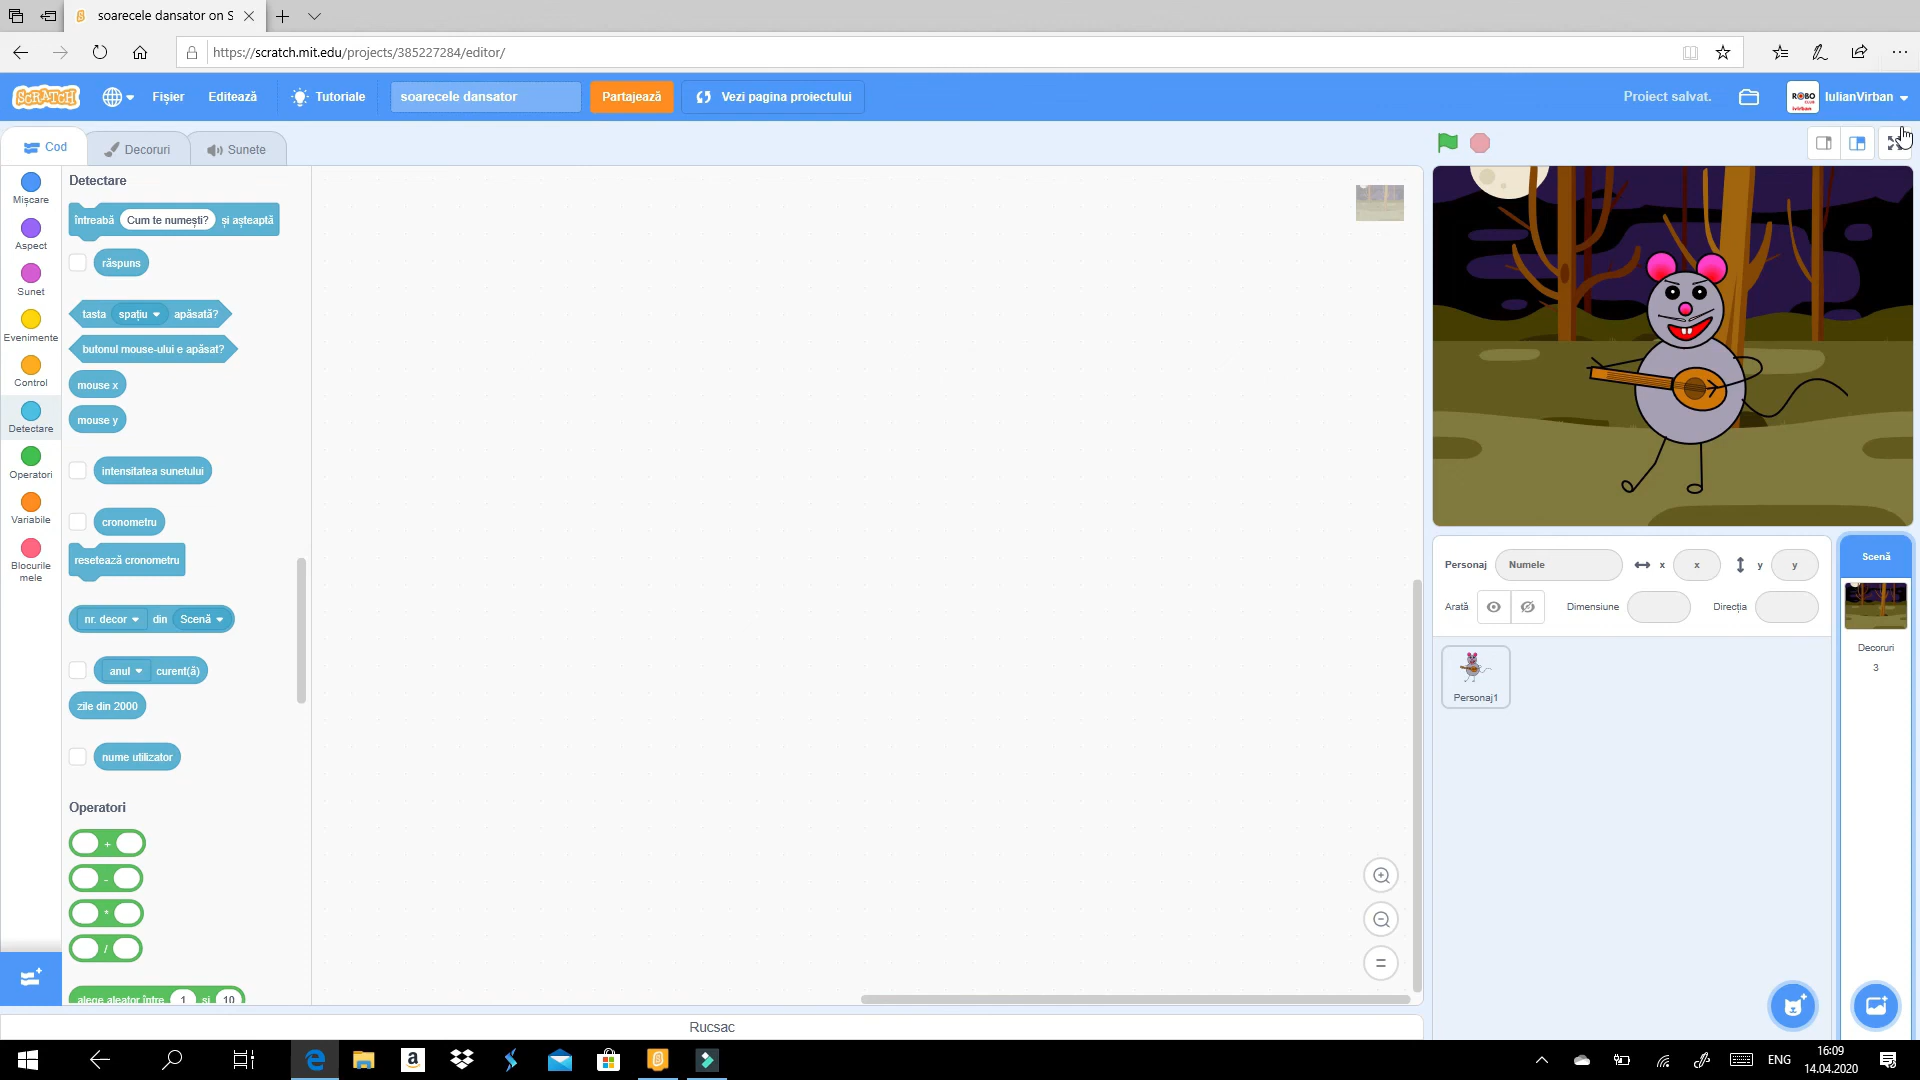 soarecele dansator on S
https://scratch.mit.edu/projects/385227284/editor/
SCRATCH
Fișier
Editează
Tutoriale
soarecele dansator
Partajează
Vezi pagina proiectului
Proiect salvat.
ROBO
IulianVirban
Cod
Decoruri
Sunete
Mișcare
Aspect
Sunet
Evenimente
Control
Detectare
Operatori
Variabile
Blocurile
mele
Detectare
întreabă Cum te numești? și așteaptă
răspuns
tasta spațiu apăsată?
butonul mouse-ului e apăsat?
mouse x
mouse y
intensitatea sunetului
cronometru
resetează cronometru
nr. decor din Scenă
anul curent(ă)
zile din 2000
nume utilizator
Operatori
+
-
*
/
alege aleator între 1 și 10
Rucsac
Personaj Numele x x y y
Arată Dimensiune Direcția
Personaj1
Scenă
Decoruri
3
ENG
16:09
14.04.2020